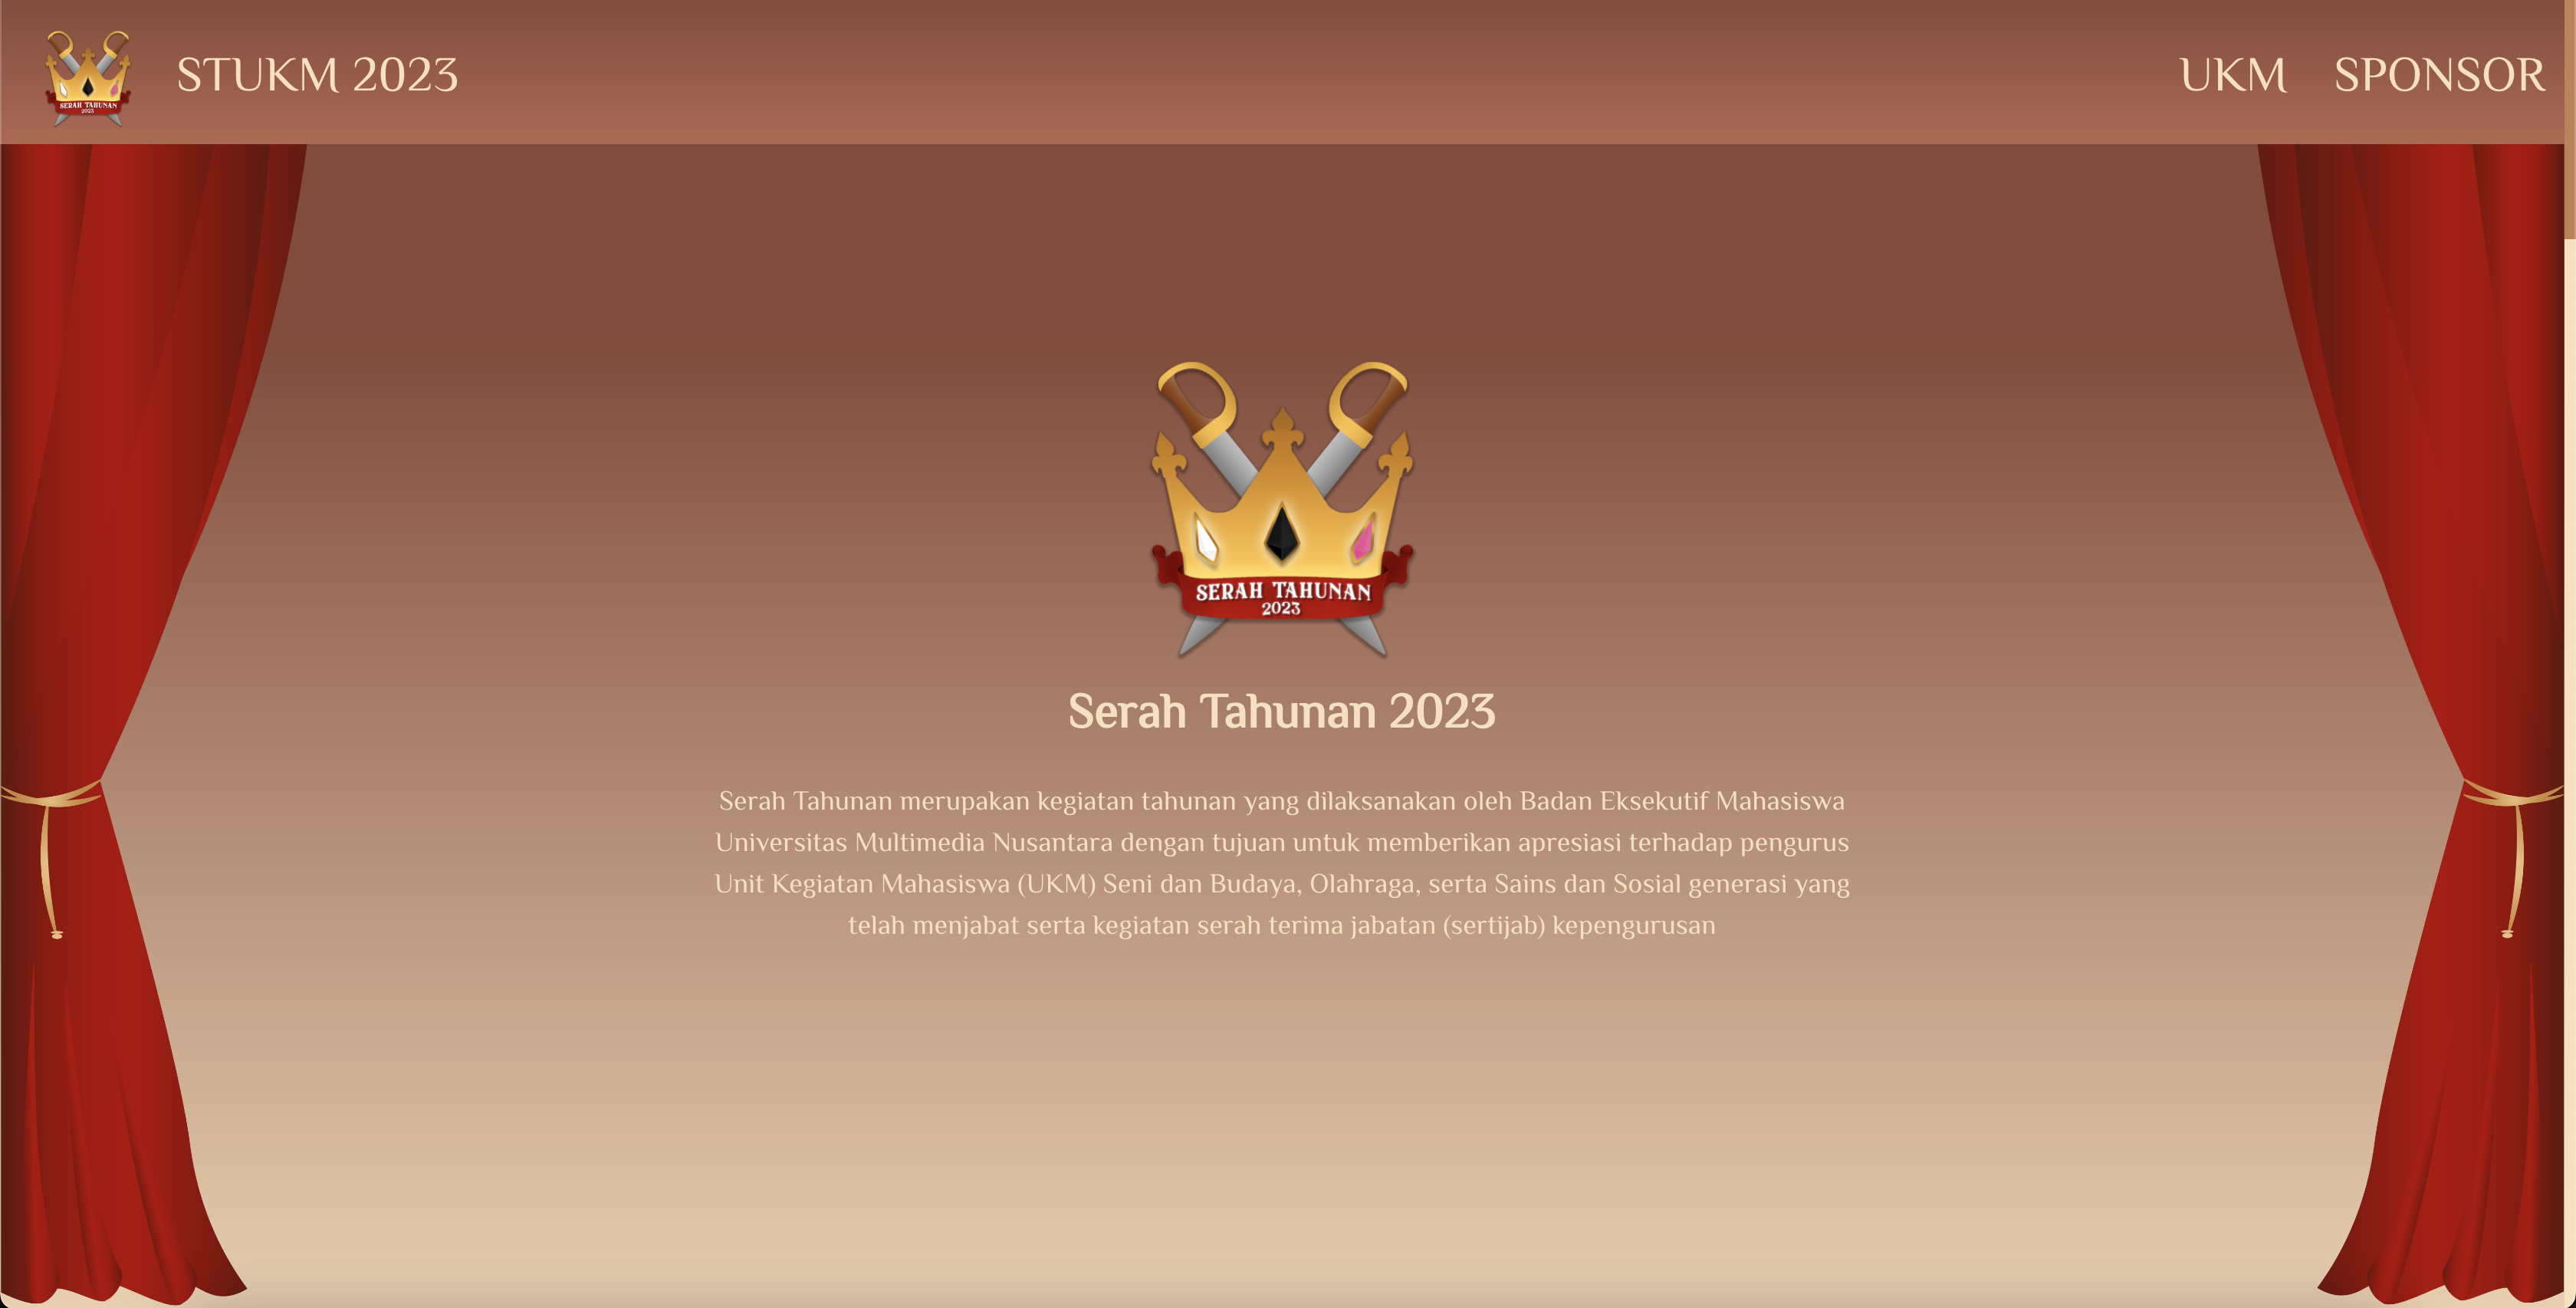 SERAH TAHUNAN
2023
STUKM 2023
UKM SPONSOR
SERAH TAHUNAN
2023
Serah Tahunan 2023
Serah Tahunan merupakan kegiatan tahunan yang dilaksanakan oleh Badan Eksekutif Mahasiswa
Universitas Multimedia Nusantara dengan tujuan untuk memberikan apresiasi terhadap pengurus
Unit Kegiatan Mahasiswa (UKM) Seni dan Budaya, Olahraga, serta Sains dan Sosial generasi yang
telah menjabat serta kegiatan serah terima jabatan (sertijab) kepengurusan